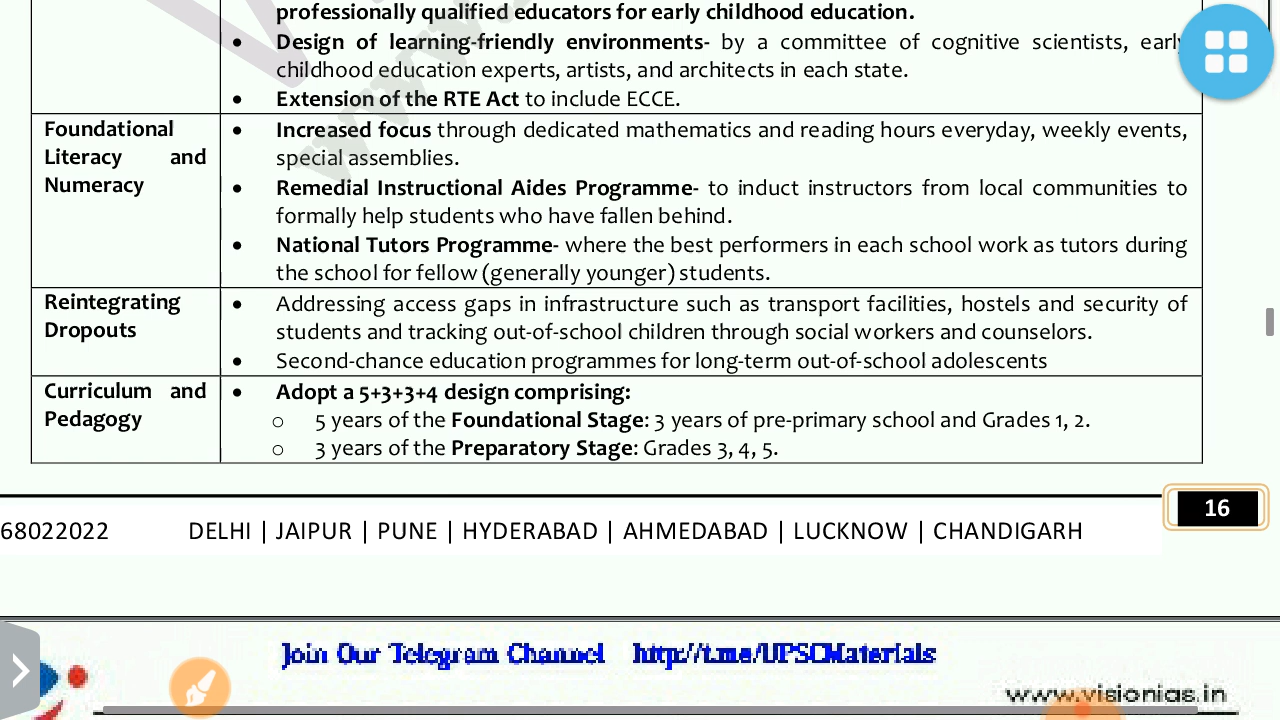 professionally qualified educators for early childhood education.
• Design of learning-friendly environments- by a committee of cognitive scientists, early
childhood education experts, artists, and architects in each state.
• Extension of the RTE Act to include ECCE.
Foundational
Literacy and
Numeracy
• Increased focus through dedicated mathematics and reading hours everyday, weekly events,
special assemblies.
• Remedial Instructional Aides Programme- to induct instructors from local communities to
formally help students who have fallen behind.
• National Tutors Programme- where the best performers in each school work as tutors during
the school for fellow (generally younger) students.
Reintegrating
Dropouts
• Addressing access gaps in infrastructure such as transport facilities, hostels and security of
students and tracking out-of-school children through social workers and counselors.
• Second-chance education programmes for long-term out-of-school adolescents
Curriculum and
Pedagogy
• Adopt a 5+3+3+4 design comprising:
o 5 years of the Foundational Stage: 3 years of pre-primary school and Grades 1, 2.
o 3 years of the Preparatory Stage: Grades 3, 4, 5.
16
68022022 DELHI | JAIPUR | PUNE | HYDERABAD | AHMEDABAD | LUCKNOW | CHANDIGARH
Join Our Telegram Channel http://t.me/UPSCMaterials
www.visionias.in